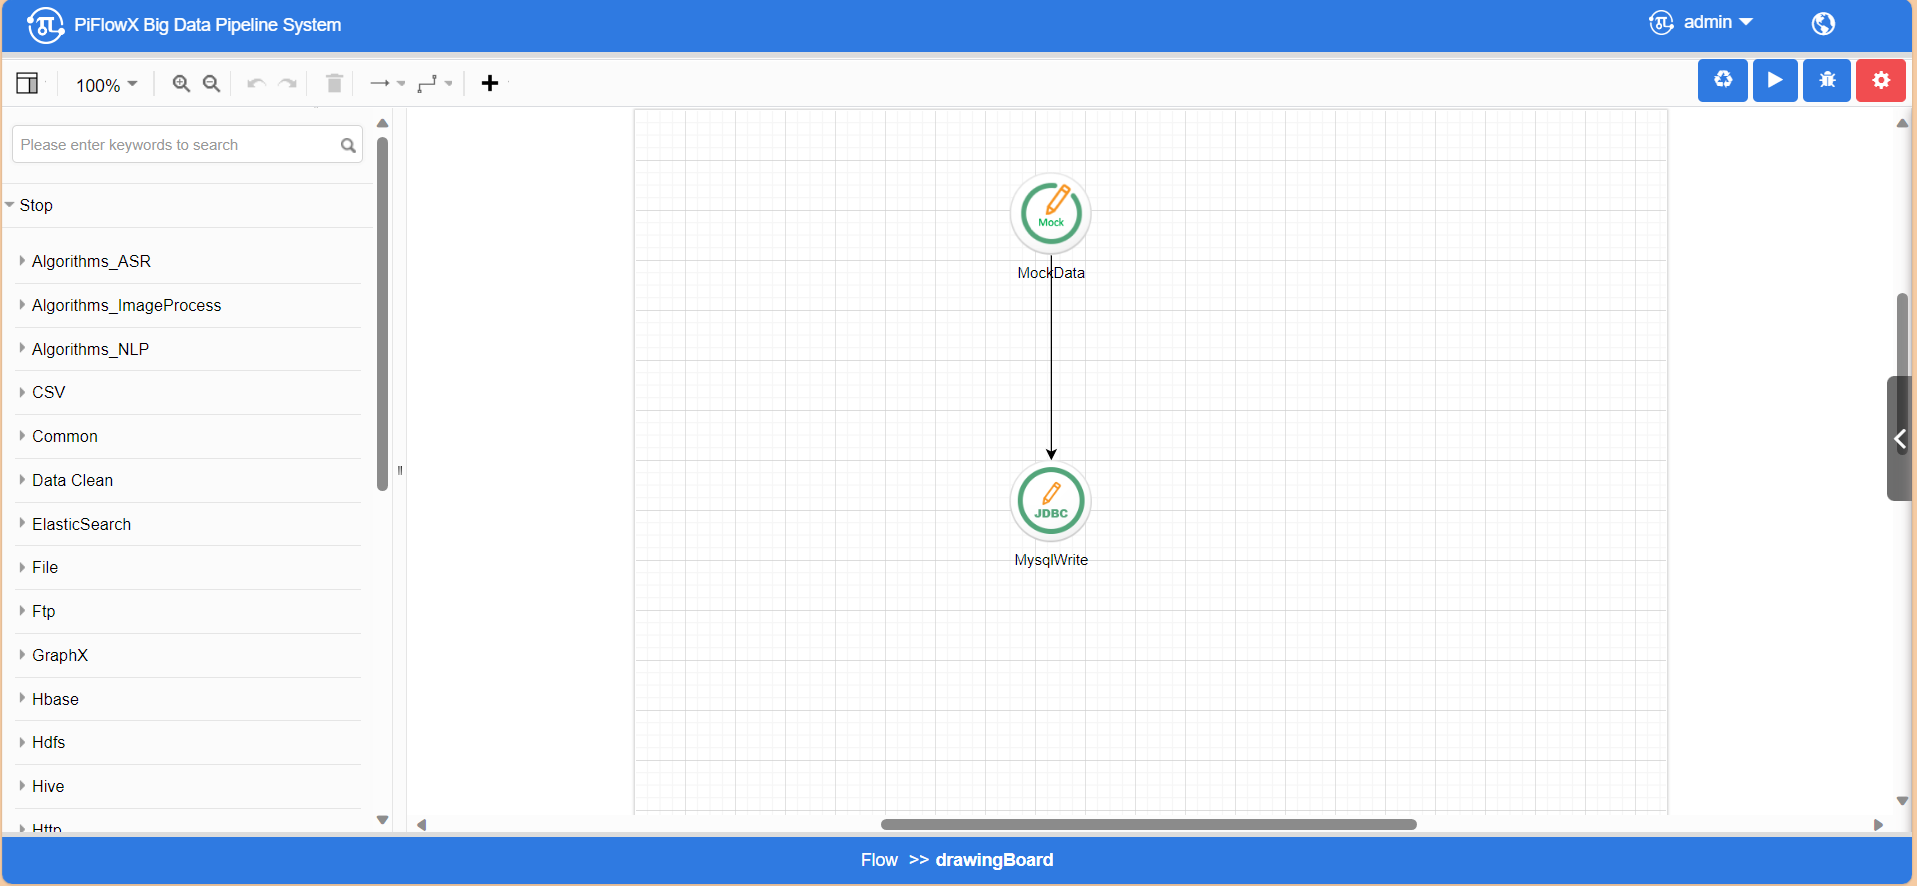 PiFlowX Big Data Pipeline System
admin
100%
Please enter keywords to search
Stop
Algorithms_ASR
Algorithms_ImageProcess
Algorithms_NLP
CSV
Common
Data Clean
ElasticSearch
File
Ftp
GraphX
Hbase
Hdfs
Hive
Http
Mock
MockData
JDBC
MysqlWrite
Flow >> drawingBoard